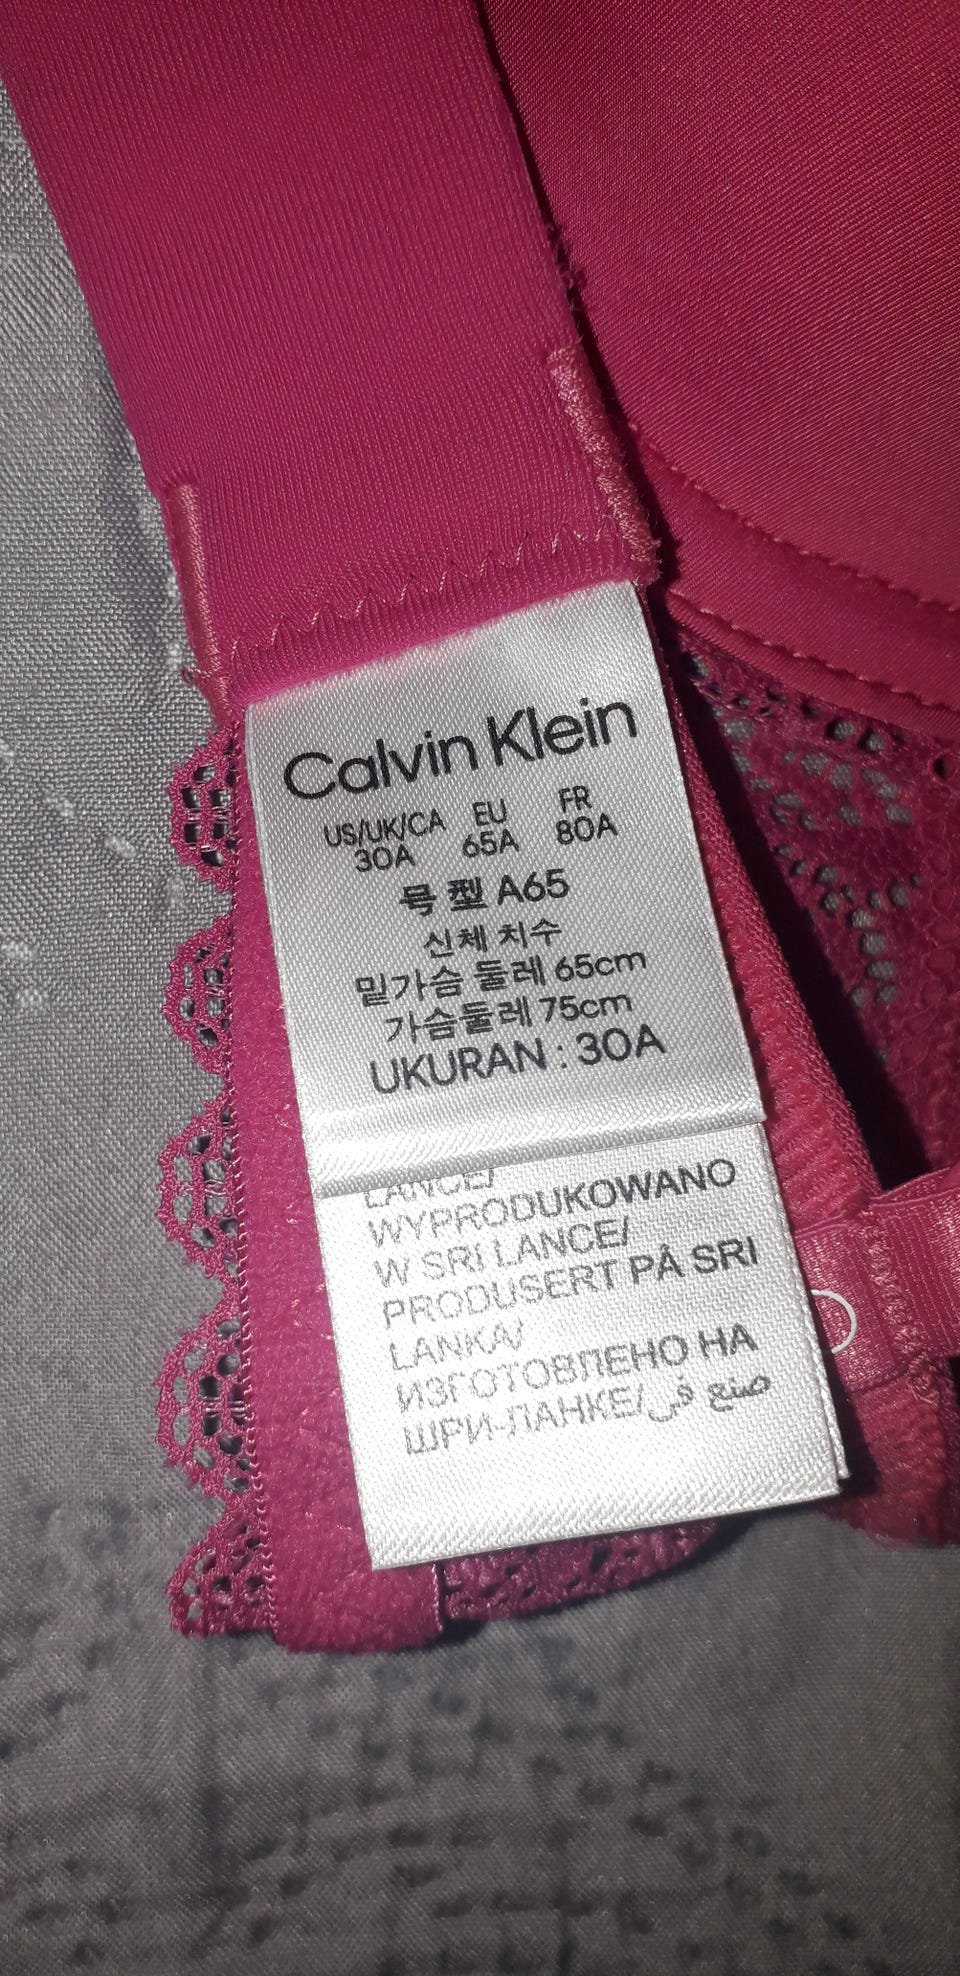 Calvin Klein
US/UK/CA EU FR
30A 65A 80A
号型 A65
신체 치수
밑가슴 둘레 65cm
가슴둘레 75cm
UKURAN : 30A
LANCE/
WYPRODUKOWANO
W SRI LANCE/
PRODUSERT PÅ SRI
LANKA/
ИЗГОТОВЛЕНО НА
ШРИ-ЛАНКЕ/صنع في